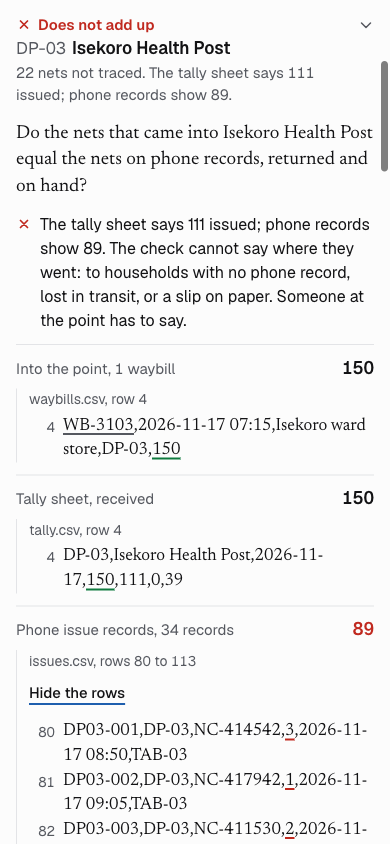 × Does not add up
DP-03 Isekoro Health Post
22 nets not traced. The tally sheet says 111
issued; phone records show 89.
Do the nets that came into Isekoro Health Post
equal the nets on phone records, returned and
on hand?
× The tally sheet says 111 issued; phone records
show 89. The check cannot say where they
went: to households with no phone record,
lost in transit, or a slip on paper. Someone at
the point has to say.
Into the point, 1 waybill 150
waybills.csv, row 4
4 WB-3103,2026-11-17 07:15,Isekoro ward
store,DP-03,150
Tally sheet, received 150
tally.csv, row 4
4 DP-03,Isekoro Health Post,2026-11-
17,150,111,0,39
Phone issue records, 34 records 89
issues.csv, rows 80 to 113
Hide the rows
80 DP03-001,DP-03,NC-414542,3,2026-11-
17 08:50,TAB-03
81 DP03-002,DP-03,NC-417942,1,2026-11-
17 09:05,TAB-03
82 DP03-003,DP-03,NC-411530,2,2026-11-